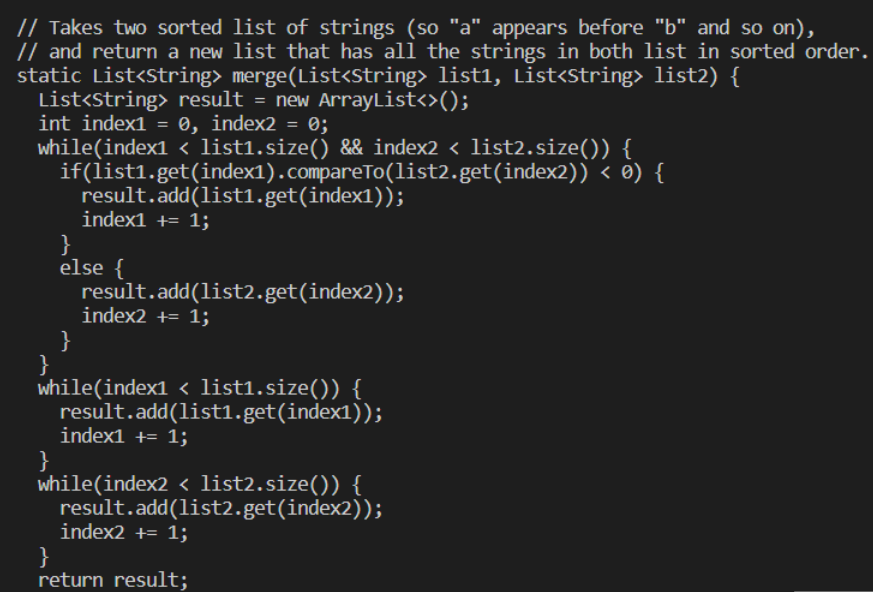 // Takes two sorted list of strings (so "a" appears before "b" and so on),
// and return a new list that has all the strings in both list in sorted order.
static List<String> merge(List<String> list1, List<String> list2) {
  List<String> result = new ArrayList<>();
  int index1 = 0, index2 = 0;
  while(index1 < list1.size() && index2 < list2.size()) {
    if(list1.get(index1).compareTo(list2.get(index2)) < 0) {
      result.add(list1.get(index1));
      index1 += 1;
    }
    else {
      result.add(list2.get(index2));
      index2 += 1;
    }
  }
  while(index1 < list1.size()) {
    result.add(list1.get(index1));
    index1 += 1;
  }
  while(index2 < list2.size()) {
    result.add(list2.get(index2));
    index2 += 1;
  }
  return result;